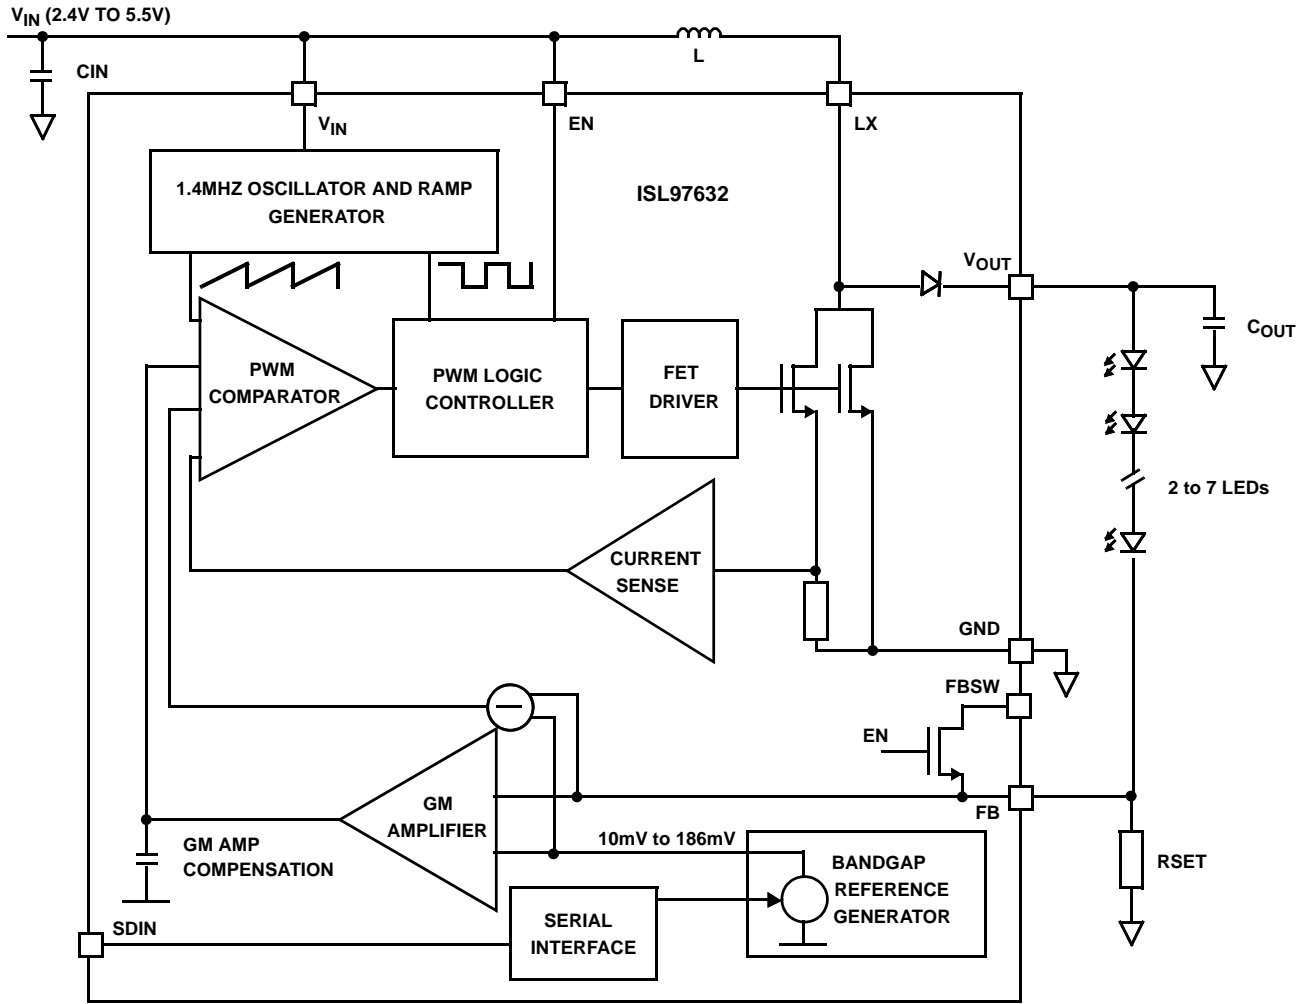 VIN (2.4V TO 5.5V)
L
CIN
VIN
EN
LX
1.4MHZ OSCILLATOR AND RAMP
GENERATOR
ISL97632
VOUT
COUT
PWM
COMPARATOR
PWM LOGIC
CONTROLLER
FET
DRIVER
2 to 7 LEDs
CURRENT
SENSE
GND
FBSW
EN
GM
AMPLIFIER
FB
10mV to 186mV
GM AMP
COMPENSATION
BANDGAP
REFERENCE
GENERATOR
RSET
SDIN
SERIAL
INTERFACE